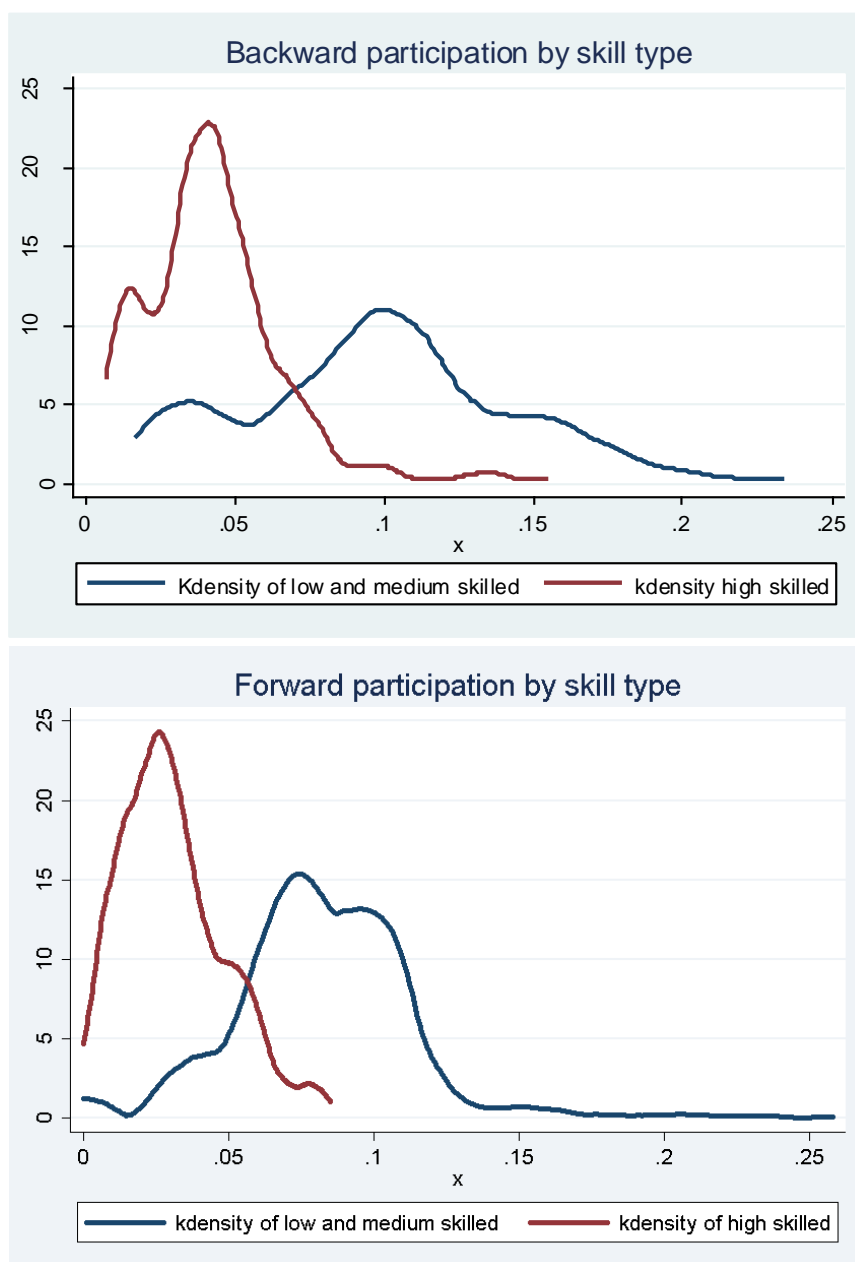 Backward participation by skill type
25
20
15
10
5
0
0 .05 .1 .15 .2 .25
x
Kdensity of low and medium skilled kdensity high skilled
Forward participation by skill type
25
20
15
10
5
0
0 .05 .1 .15 .2 .25
x
kdensity of low and medium skilled kdensity of high skilled